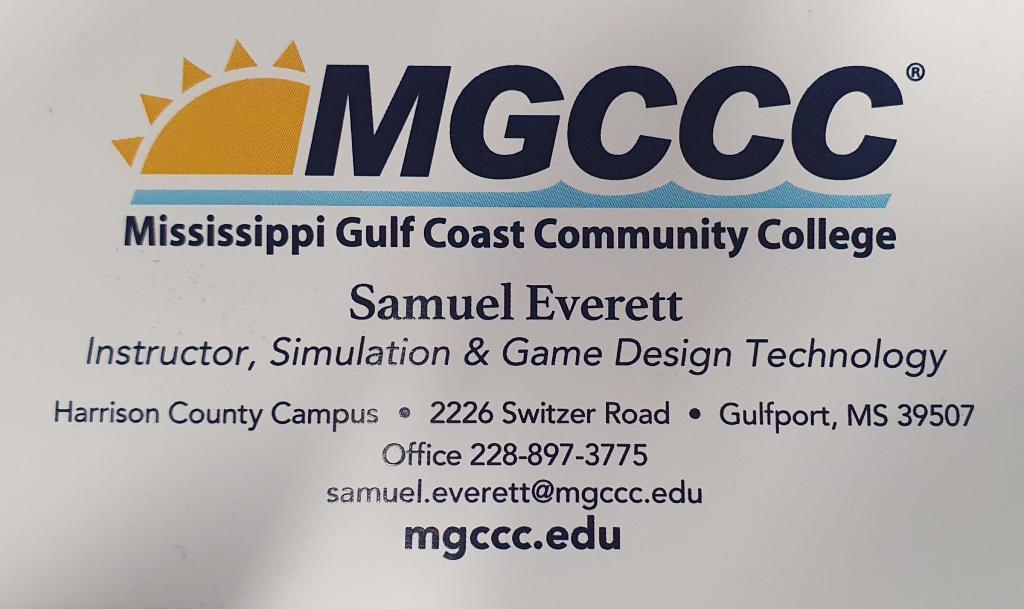 MGCCC®
Mississippi Gulf Coast Community College
Samuel Everett
Instructor, Simulation & Game Design Technology
Harrison County Campus • 2226 Switzer Road • Gulfport, MS 39507
Office 228-897-3775
samuel.everett@mgccc.edu
mgccc.edu